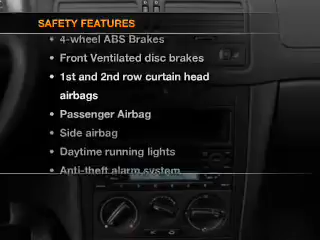 SAFETY FEATURES
• 4-wheel ABS Brakes
• Front Ventilated disc brakes
• 1st and 2nd row curtain head
airbags
• Passenger Airbag
• Side airbag
• Daytime running lights
• Anti-theft alarm system